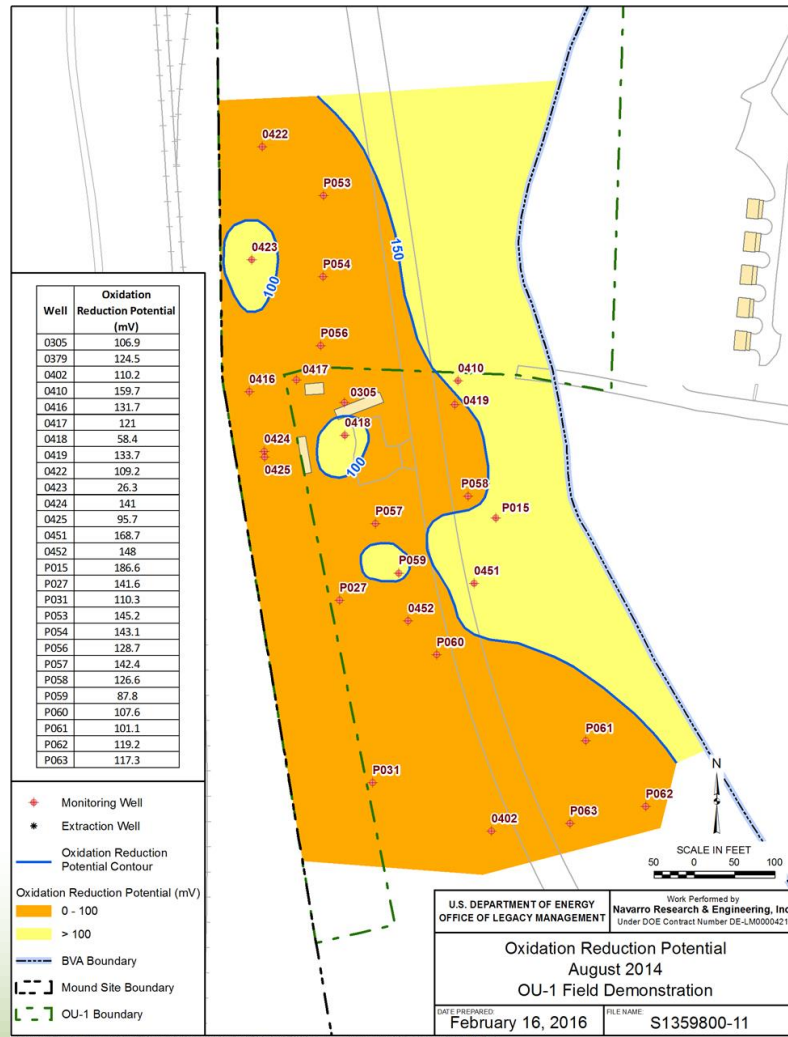 0422
P053
0423
100
150
P054
P056
0417
0416
0410
0305
0419
0418
0424
0425
100
P058
P015
P057
P059
0451
P027
0452
P060
P061
P031
P062
P063
0402
Well Oxidation Reduction Potential (mV)
0305 106.9
0379 124.5
0402 110.2
0410 159.7
0416 131.7
0417 121
0418 58.4
0419 133.7
0422 109.2
0423 26.3
0424 141
0425 95.7
0451 168.7
0452 148
P015 186.6
P027 141.6
P031 110.3
P053 145.2
P054 143.1
P056 128.7
P057 142.4
P058 126.6
P059 87.8
P060 107.6
P061 101.1
P062 119.2
P063 117.3
Monitoring Well
Extraction Well
Oxidation Reduction
Potential Contour
Oxidation Reduction Potential (mV)
0 - 100
> 100
BVA Boundary
Mound Site Boundary
OU-1 Boundary
N
SCALE IN FEET
50 0 50 100
U.S. DEPARTMENT OF ENERGY
OFFICE OF LEGACY MANAGEMENT
Work Performed by
Navarro Research & Engineering, Inc
Under DOE Contract Number DE-LM0000421
Oxidation Reduction Potential
August 2014
OU-1 Field Demonstration
DATE PREPARED:
February 16, 2016
FILE NAME:
S1359800-11